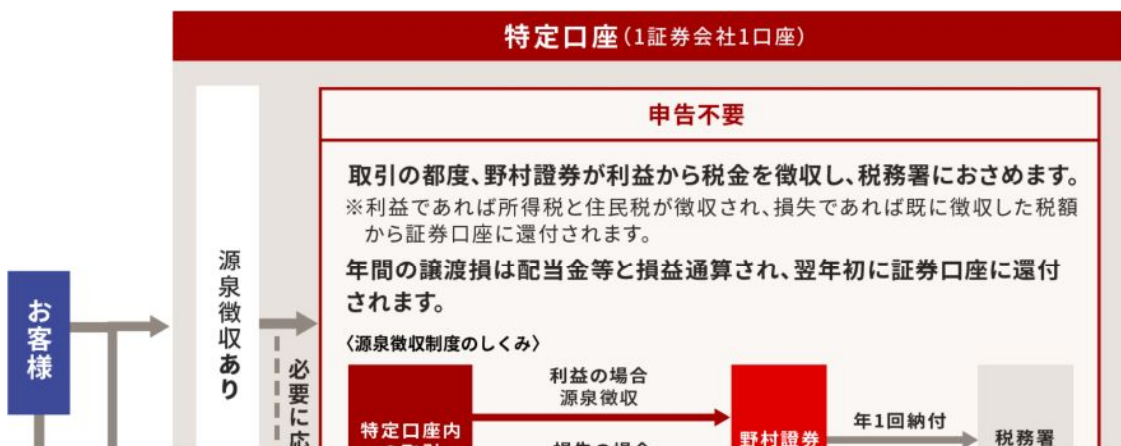 特定口座(1証券会社1口座)
申告不要
取引の都度、野村證券が利益から税金を徴収し、税務署におさめます。
※利益であれば所得税と住民税が徴収され、損失であれば既に徴収した税額
から証券口座に還付されます。
年間の譲渡損は配当金等と損益通算され、翌年初に証券口座に還付
されます。
〈源泉徴収制度のしくみ〉
お客様
源泉徴収あり
必要に応
利益の場合
源泉徴収
特定口座内
野村證券
年1回納付
税務署